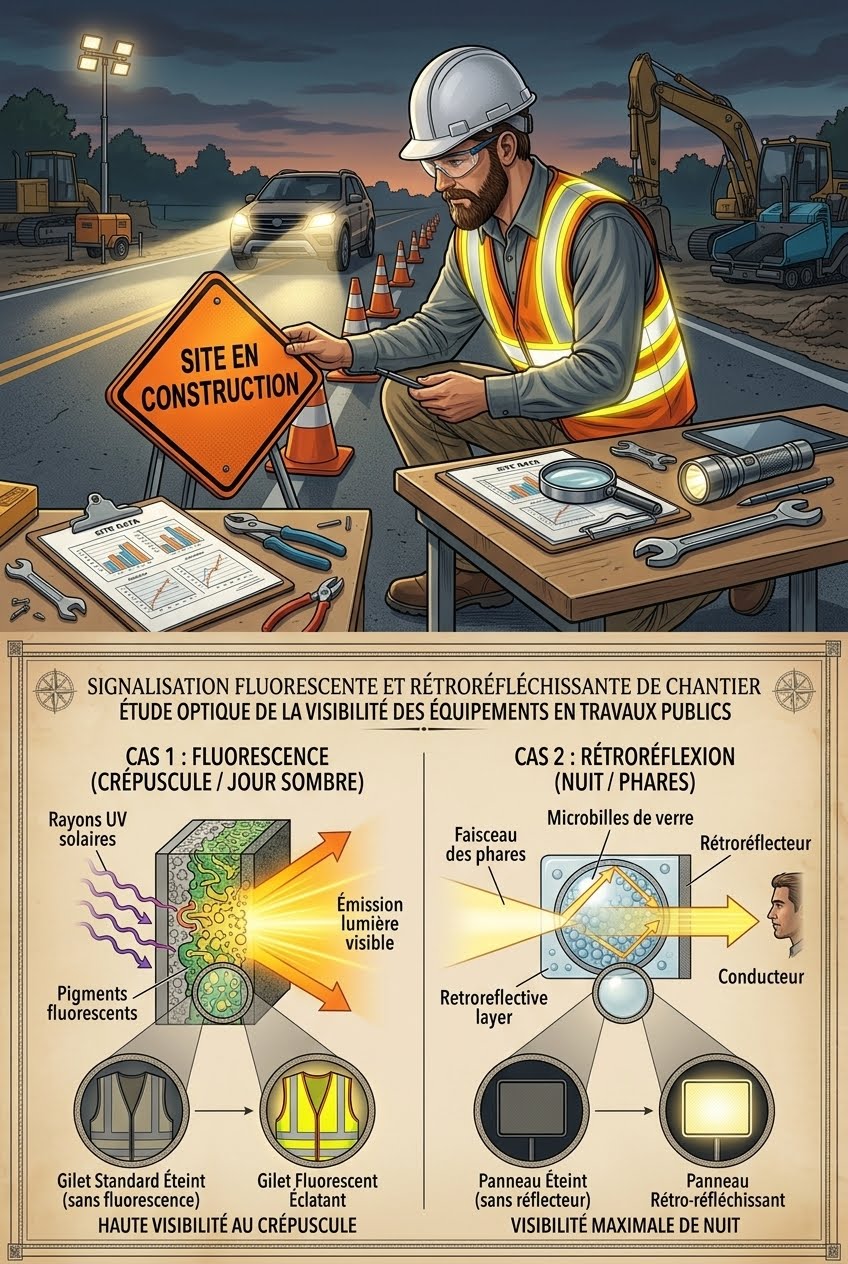 SITE EN
CONSTRUCTION
SITE DATA
SITE DATA
SIGNALISATION FLUORESCENTE ET RÉTRORÉFLÉCHISSANTE DE CHANTIER
ÉTUDE OPTIQUE DE LA VISIBILITÉ DES ÉQUIPEMENTS EN TRAVAUX PUBLICS
CAS 1 : FLUORESCENCE
(CRÉPUSCULE / JOUR SOMBRE)
Rayons UV
solaires
Émission
lumière
visible
Pigments
fluorescents
Gilet Standard Éteint
(sans fluorescence)
Gilet Fluorescent
Éclatant
HAUTE VISIBILITÉ AU CRÉPUSCULE
CAS 2 : RÉTRORÉFLEXION
(NUIT / PHARES)
Microbilles de verre
Faisceau
des phares
Rétroréflecteur
Conducteur
Retroreflective
layer
Panneau Éteint
(sans réflecteur)
Panneau
Rétro-réfléchissant
VISIBILITÉ MAXIMALE DE NUIT